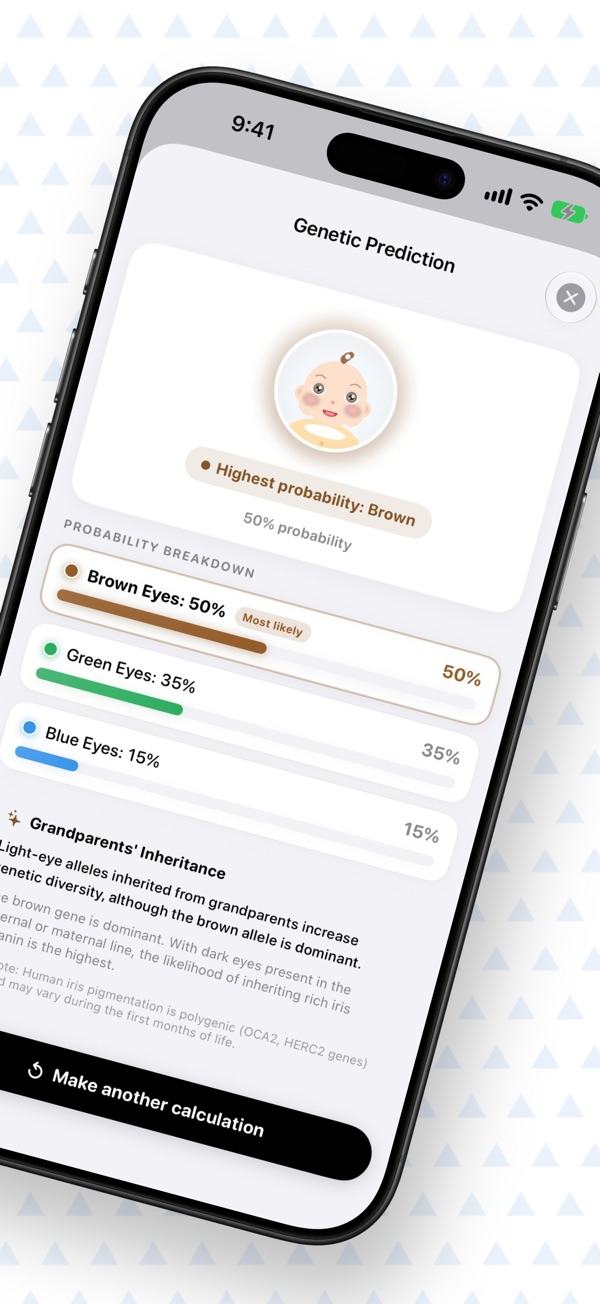 9:41
Genetic Prediction
Highest probability: Brown
50% probability
PROBABILITY BREAKDOWN
Brown Eyes: 50% Most likely 50%
Green Eyes: 35% 35%
Blue Eyes: 15% 15%
Grandparents' Inheritance
Light-eye alleles inherited from grandparents increase
genetic diversity, although the brown allele is dominant.
brown gene is dominant. With dark eyes present in the
or maternal line, the likelihood of inheriting rich iris
is the highest.
Human iris pigmentation is polygenic (OCA2, HERC2 genes)
may vary during the first months of life.
Make another calculation